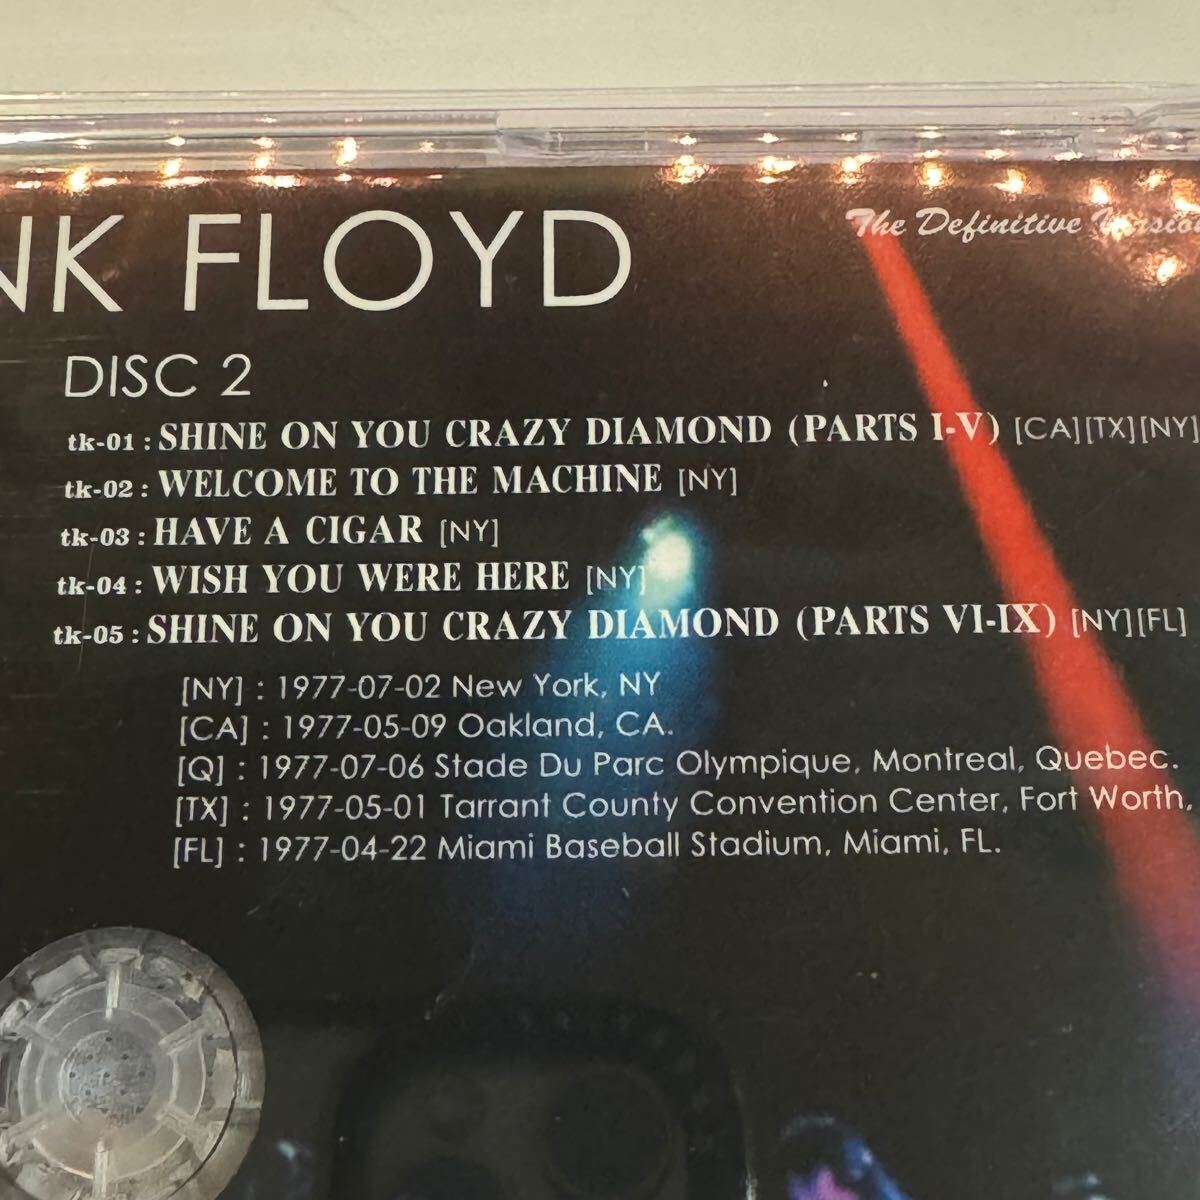 NK FLOYD
The Definitive Version
DISC 2
tk-01 : SHINE ON YOU CRAZY DIAMOND (PARTS I-V) [CA][TX][NY]
tk-02 : WELCOME TO THE MACHINE [NY]
tk-03 : HAVE A CIGAR [NY]
tk-04 : WISH YOU WERE HERE [NY]
tk-05 : SHINE ON YOU CRAZY DIAMOND (PARTS VI-IX) [NY][FL]
[NY] : 1977-07-02 New York, NY
[CA] : 1977-05-09 Oakland, CA.
[Q] : 1977-07-06 Stade Du Parc Olympique, Montreal, Quebec.
[TX] : 1977-05-01 Tarrant County Convention Center, Fort Worth,
[FL] : 1977-04-22 Miami Baseball Stadium, Miami, FL.